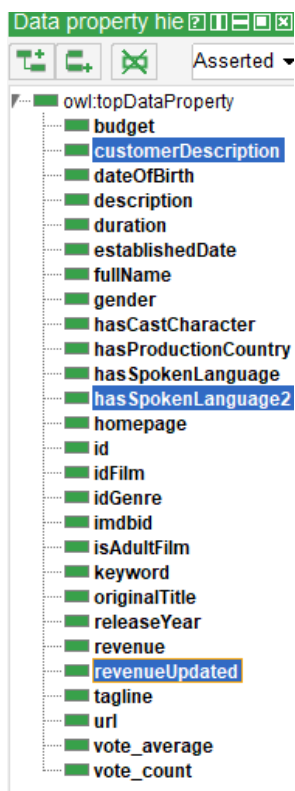 Data property hie
Asserted
owl:topDataProperty
budget
customerDescription
dateOfBirth
description
duration
establishedDate
fullName
gender
hasCastCharacter
hasProductionCountry
hasSpokenLanguage
hasSpokenLanguage2
homepage
id
idFilm
idGenre
imdbid
isAdultFilm
keyword
originalTitle
releaseYear
revenue
revenueUpdated
tagline
url
vote_average
vote_count